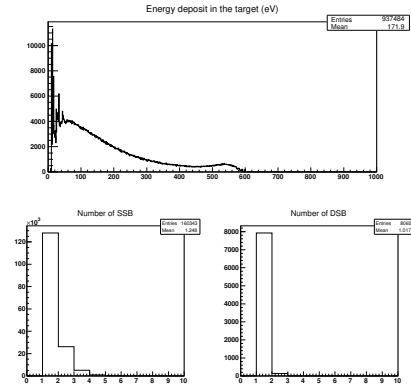 Energy deposit in the target (eV)
Entries 937484
Mean 171.9
10000
8000
6000
4000
2000
0
0 100 200 300 400 500 600 700 800 900 1000
Number of SSB
×10³
Entries 160343
Mean 1.248
120
100
80
60
40
20
0
0 1 2 3 4 5 6 7 8 9 10
Number of DSB
Entries 8065
Mean 1.017
8000
7000
6000
5000
4000
3000
2000
1000
0
0 1 2 3 4 5 6 7 8 9 10